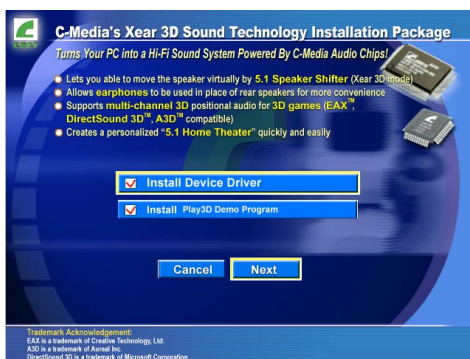 C-Media's Xear 3D Sound Technology Installation Package
Turns Your PC into a Hi-Fi Sound System Powered By C-Media Audio Chips!
Lets you able to move the speaker virtually by 5.1 Speaker Shifter (Xear 3D mode)
Allows earphones to be used in place of rear speakers for more convenience
Supports multi-channel 3D positional audio for 3D games (EAX™,
DirectSound 3D™, A3D™ compatible)
Creates a personalized “5.1 Home Theater” quickly and easily
Install Device Driver
Install Play3D Demo Program
Cancel Next
Trademark Acknowledgement:
EAX is a trademark of Creative Technology, Ltd.
A3D is a trademark of Aureal Inc.
DirectSound 3D is a trademark of Microsoft Corporation